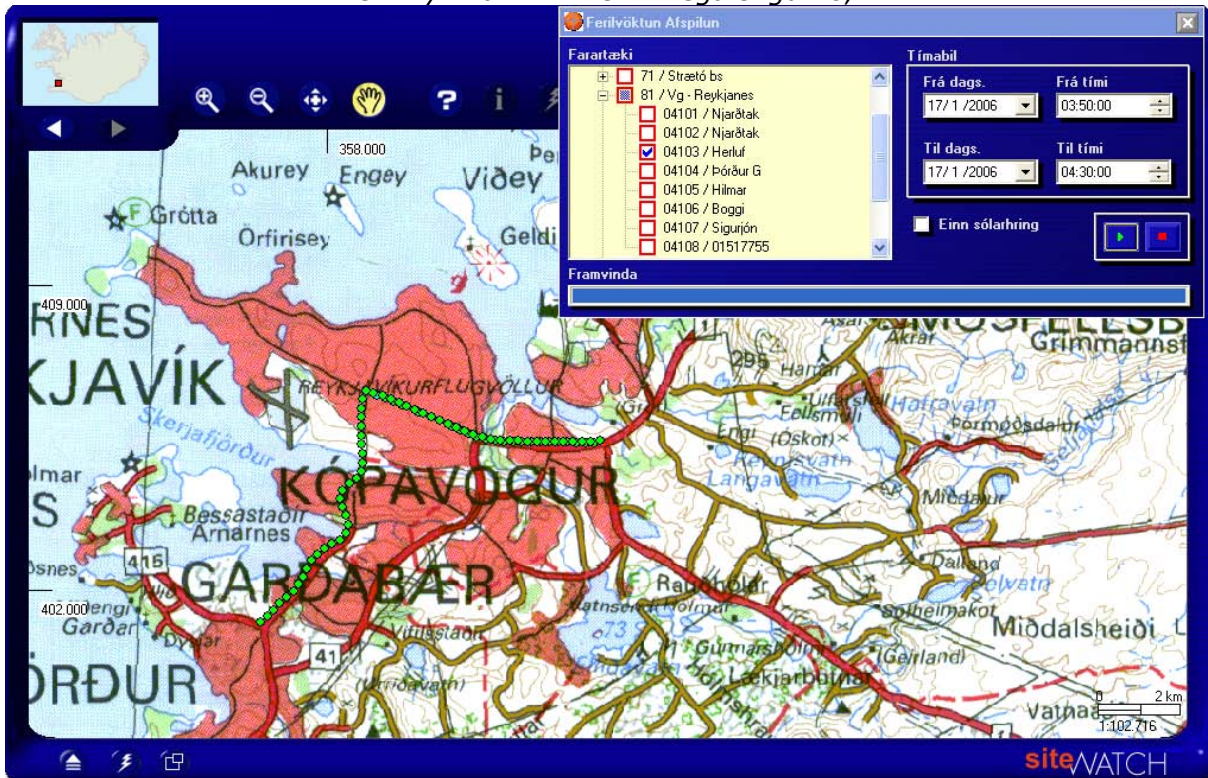 Ferilvöktun Afspilun
Farartæki
71 / Strætó bs
81 / Vg - Reykjanes
04101 / Njarðtak
04102 / Njarðtak
04103 / Herluf
04104 / Þórður G
04105 / Hilmar
04106 / Boggi
04107 / Sigurjón
04108 / 01517755
Tímabil
Frá dags.
Frá tími
17/ 1 /2006
03:50:00
Til dags.
Til tími
17/ 1 /2006
04:30:00
Einn sólarhring
Framvinda
358.000
Akurey
Engey
Viðey
Grótta
Örfirisey
Geldi
409.000
RNES
KJAVÍK
REYKJAVÍKURFLUGVÖLLUR
Skerjafjörður
Grimmannsf
295
Hafravatn
Þormóðsdalur
Engi
(Óskot)
Reynisvatn
Langavatn
Miðdalur
KÓPAVOGUR
Bessastaðir
Arnarnes
415
GARÐABÆR
402.000
Garðar
41
Vífilsstaðir
Rauðhólar
Dalland
Selvatn
Sólheimakot
Miðdalsheiði
(Geirland)
Gunnarshólmi
Lækjarbotnar
(Urriðavatn)
ÖRÐUR
0
2 km
1:102.716
siteWATCH